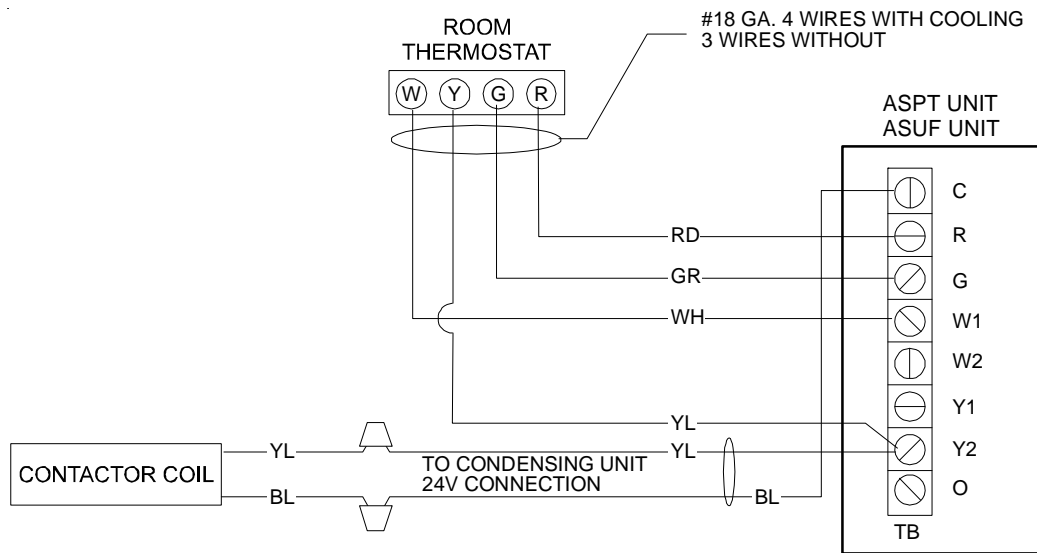 #18 GA. 4 WIRES WITH COOLING
3 WIRES WITHOUT
ROOM
THERMOSTAT
W Y G R
ASPT UNIT
ASUF UNIT
C
RD R
GR G
WH W1
W2
Y1
YL
YL YL Y2
CONTACTOR COIL
TO CONDENSING UNIT
24V CONNECTION
BL BL O
TB